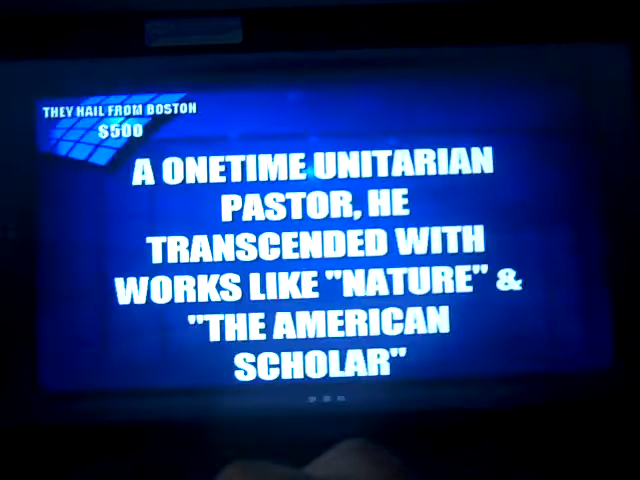 THEY HAIL FROM BOSTON
$500
A ONETIME UNITARIAN
PASTOR, HE
TRANSCENDED WITH
WORKS LIKE "NATURE" &
"THE AMERICAN
SCHOLAR"